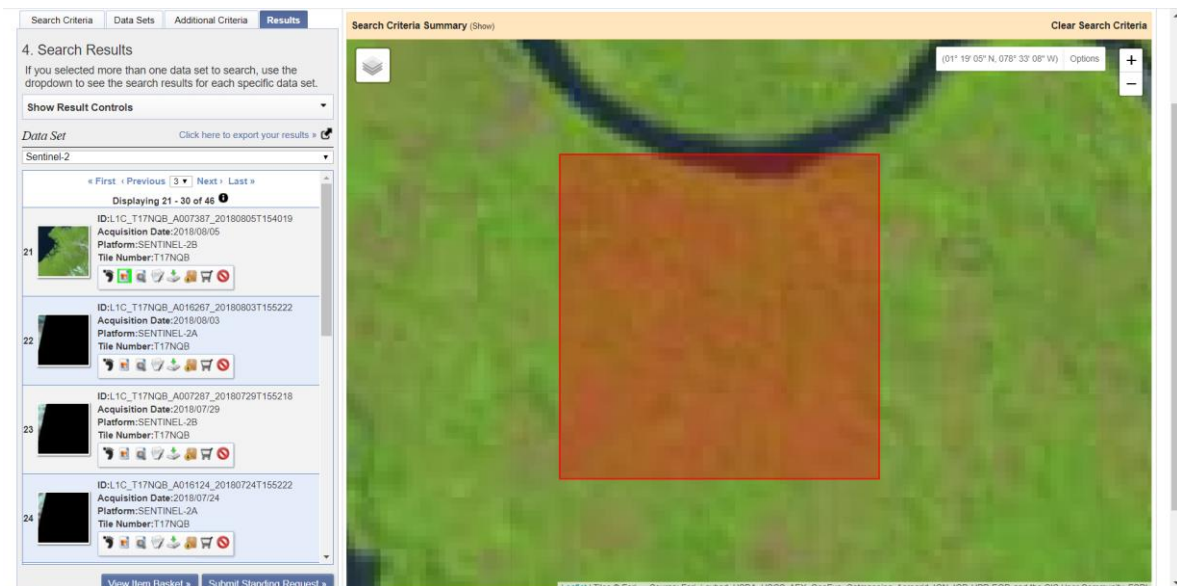 Search Criteria Data Sets Additional Criteria Results
4. Search Results
If you selected more than one data set to search, use the
dropdown to see the search results for each specific data set.
Show Result Controls
Data Set Click here to export your results »
Sentinel-2
« First ‹ Previous 3 Next › Last »
Displaying 21 - 30 of 46
21
ID:L1C_T17NQB_A007387_20180805T154019
Acquisition Date:2018/08/05
Platform:SENTINEL-2B
Tile Number:T17NQB
22
ID:L1C_T17NQB_A016267_20180803T155222
Acquisition Date:2018/08/03
Platform:SENTINEL-2A
Tile Number:T17NQB
23
ID:L1C_T17NQB_A007287_20180729T155218
Acquisition Date:2018/07/29
Platform:SENTINEL-2B
Tile Number:T17NQB
24
ID:L1C_T17NQB_A016124_20180724T155222
Acquisition Date:2018/07/24
Platform:SENTINEL-2A
Tile Number:T17NQB
View Item Basket » Submit Standing Request »
Search Criteria Summary (Show) Clear Search Criteria
(01° 19' 05" N, 078° 33' 08" W) Options
+
−